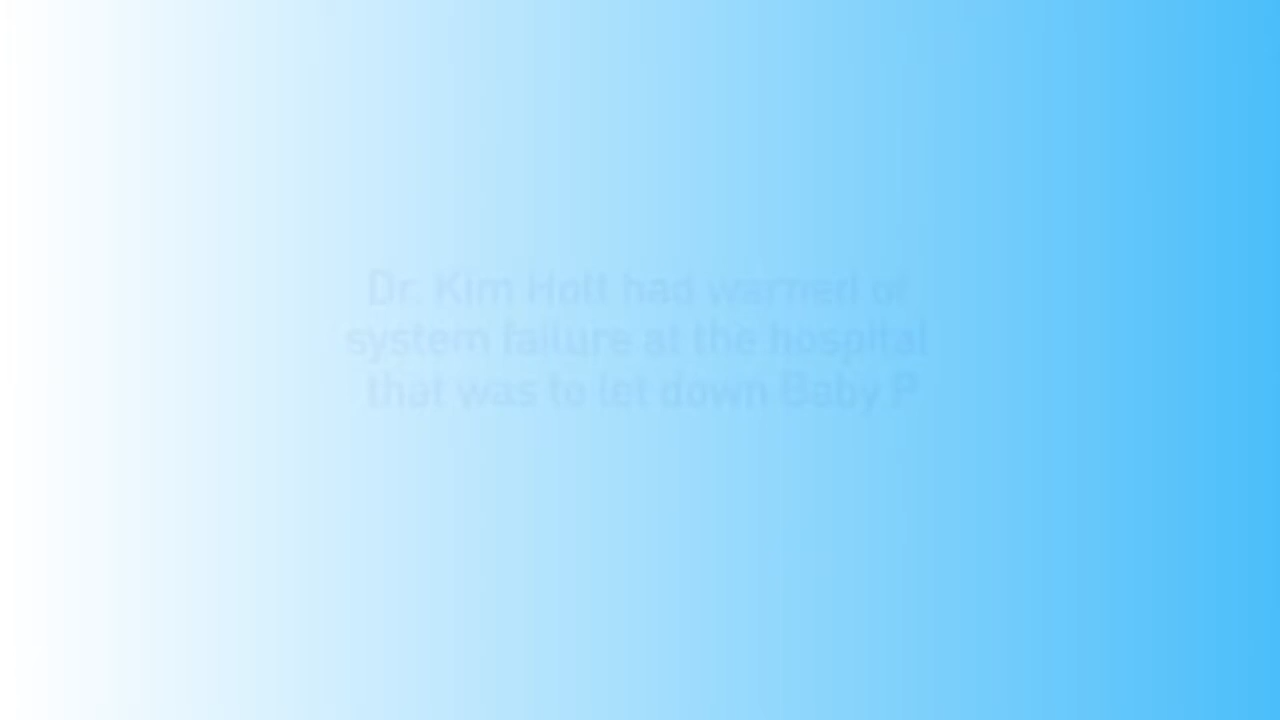 Dr. Kim Holt had warned of
system failure at the hospital
that was to let down Baby P